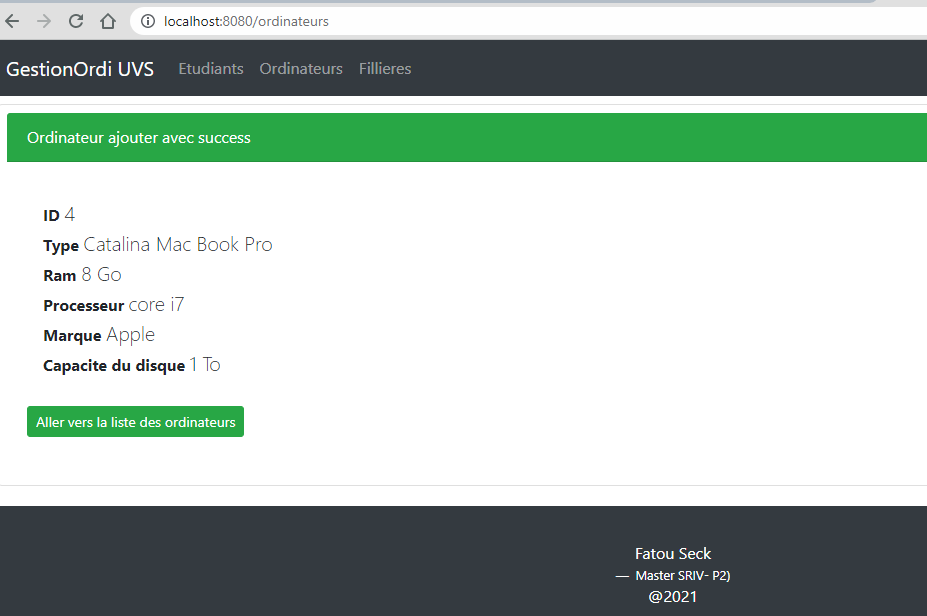 localhost:8080/ordinateurs
GestionOrdi UVS Etudiants Ordinateurs Fillieres
Ordinateur ajouter avec success
ID 4
Type Catalina Mac Book Pro
Ram 8 Go
Processeur core i7
Marque Apple
Capacite du disque 1 To
Aller vers la liste des ordinateurs
Fatou Seck
— Master SRIV- P2)
@2021